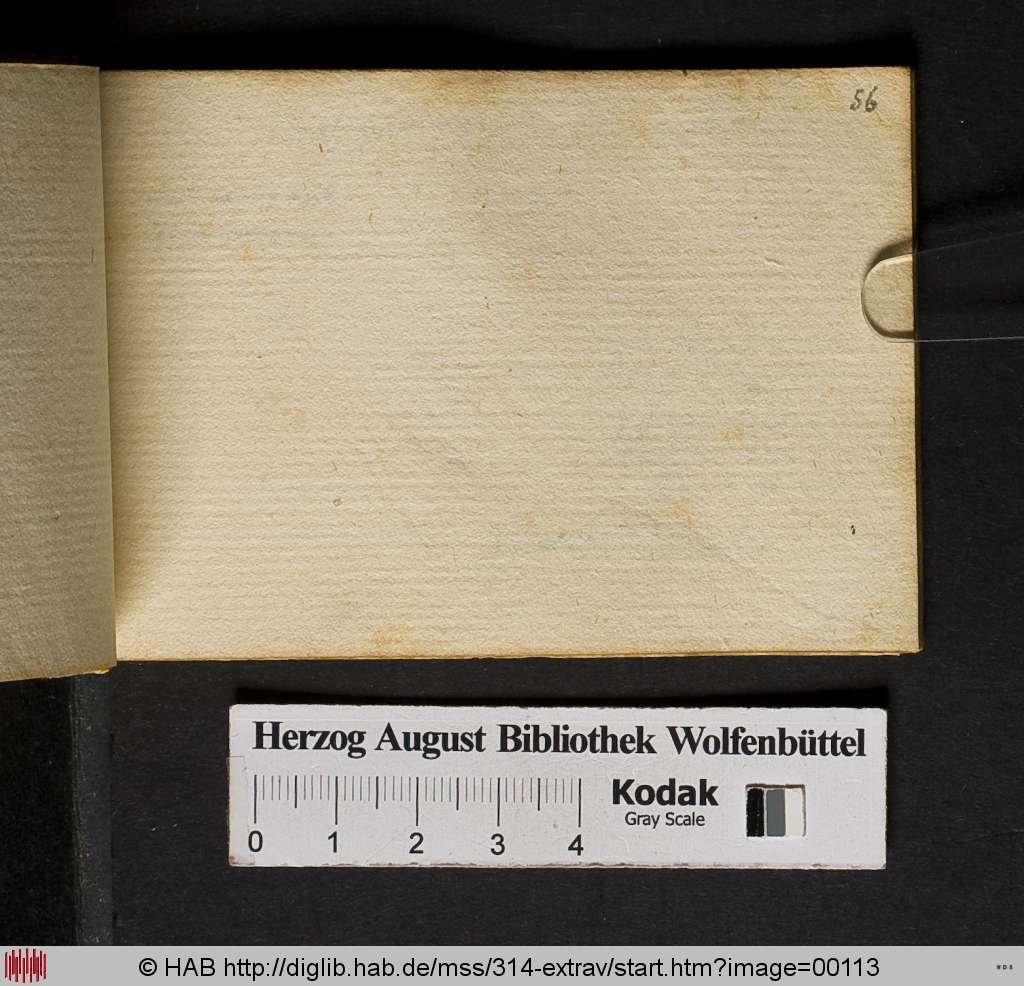 56
Herzog August Bibliothek Wolfenbüttel
0 1 2 3 4
Kodak
Gray Scale
© HAB http://diglib.hab.de/mss/314-extrav/start.htm?image=00113